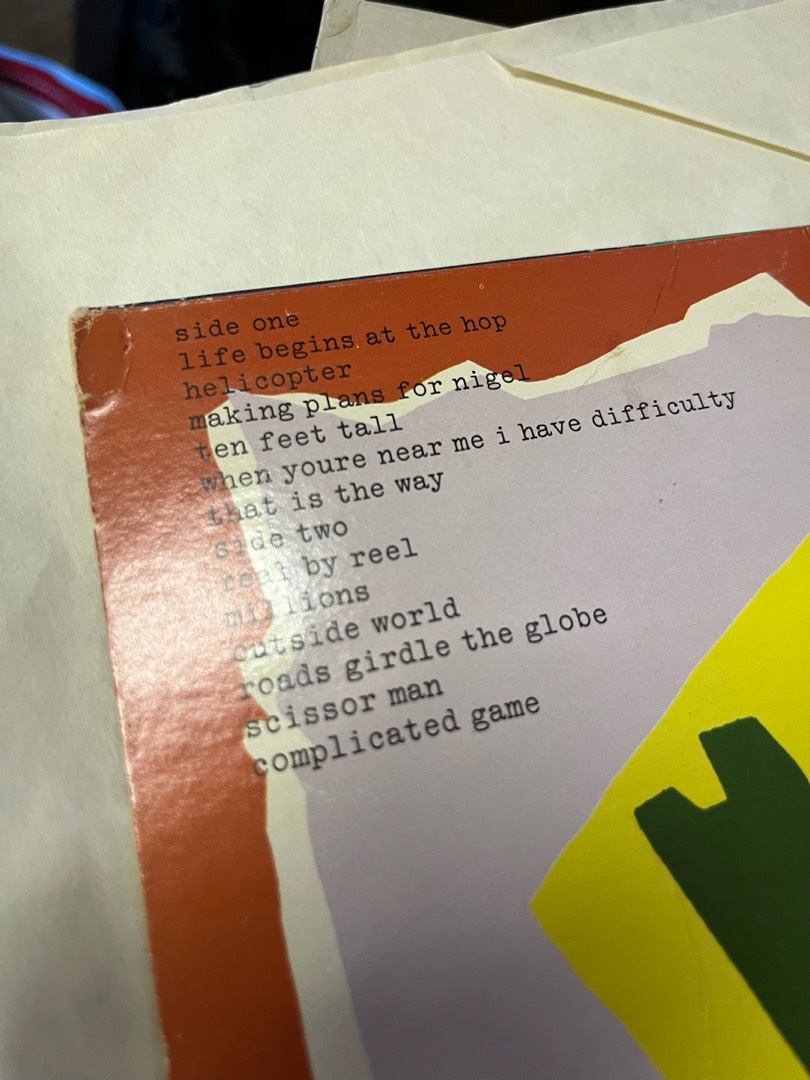 side one
life begins at the hop
helicopter
making plans for nigel
ten feet tall
when youre near me i have difficulty
that is the way
side two
real by reel
millions
outside world
roads girdle the globe
scissor man
complicated game